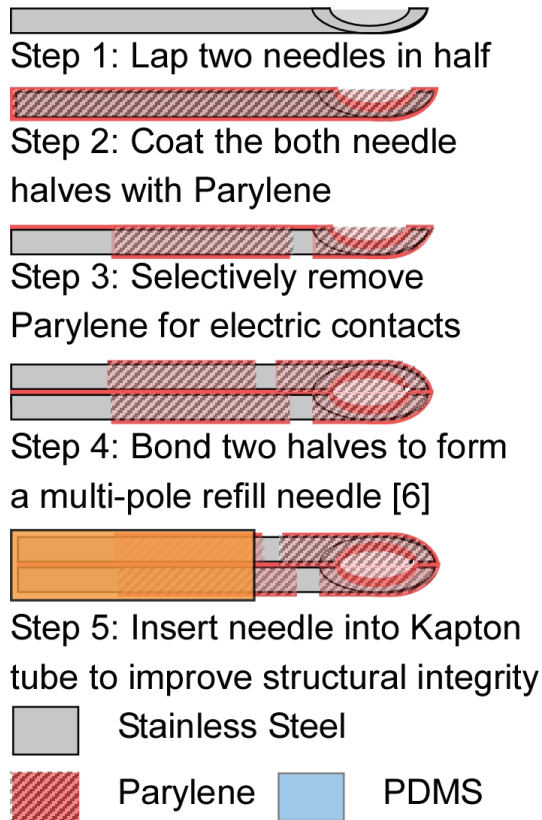 Step 1: Lap two needles in half
Step 2: Coat the both needle
halves with Parylene
Step 3: Selectively remove
Parylene for electric contacts
Step 4: Bond two halves to form
a multi-pole refill needle [6]
Step 5: Insert needle into Kapton
tube to improve structural integrity
Stainless Steel
Parylene PDMS